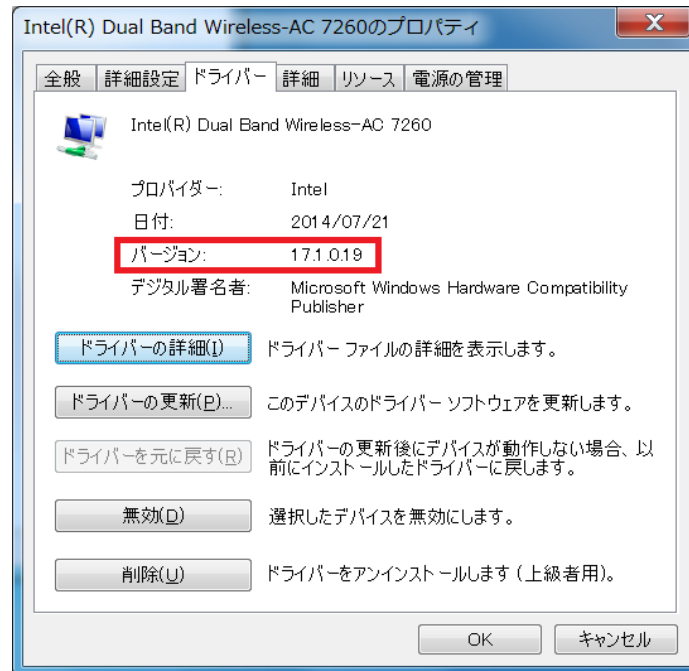 Intel(R) Dual Band Wireless-AC 7260のプロパティ
全般 詳細設定 ドライバー 詳細 リソース 電源の管理
Intel(R) Dual Band Wireless-AC 7260
プロバイダー: Intel
日付: 2014/07/21
バージョン: 17.1.0.19
デジタル署名者: Microsoft Windows Hardware Compatibility
Publisher
ドライバーの詳細(I) ドライバー ファイルの詳細を表示します。
ドライバーの更新(P)... このデバイスのドライバー ソフトウェアを更新します。
ドライバーを元に戻す(R) ドライバーの更新後にデバイスが動作しない場合、以
前にインストールしたドライバーに戻します。
無効(D) 選択したデバイスを無効にします。
削除(U) ドライバーをアンインストールします (上級者用)。
OK キャンセル